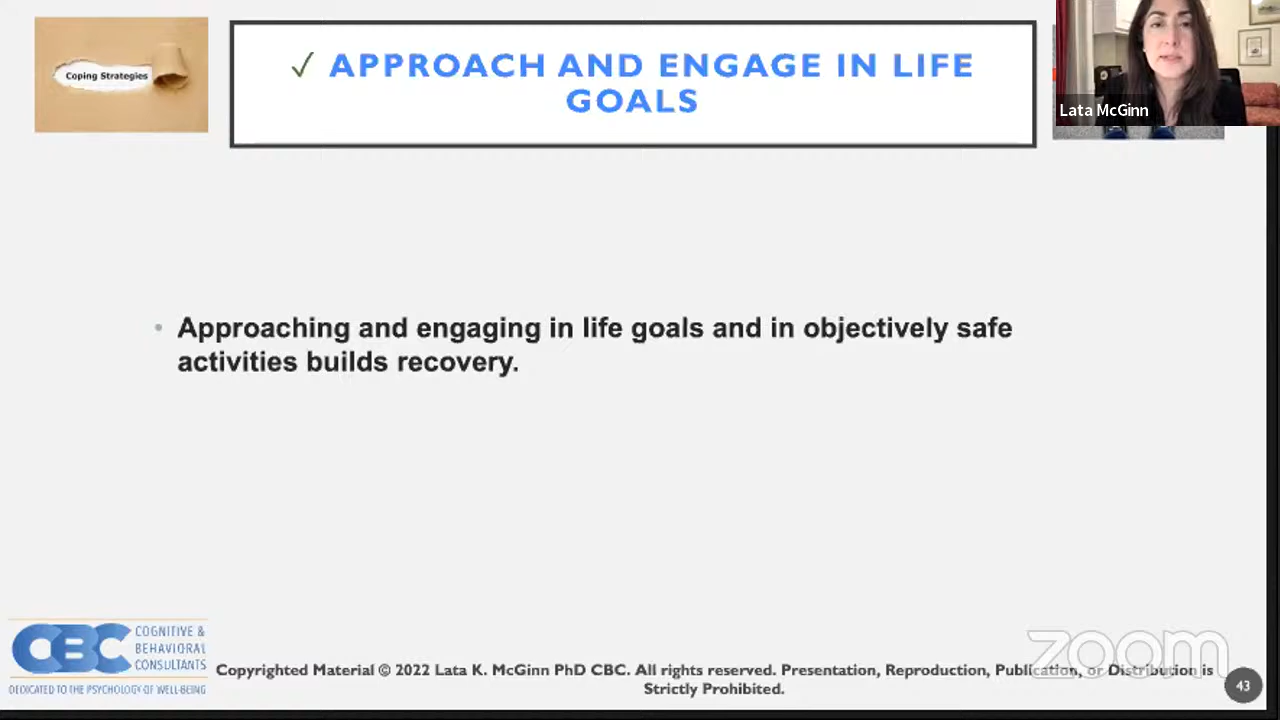 Coping Strategies
✓ APPROACH AND ENGAGE IN LIFE
GOALS
Lata McGinn
• Approaching and engaging in life goals and in objectively safe
activities builds recovery.
CBC
COGNITIVE &
BEHAVIORAL
CONSULTANTS
DEDICATED TO THE PSYCHOLOGY OF WELL-BEING
Copyrighted Material © 2022 Lata K. McGinn PhD CBC. All rights reserved. Presentation, Reproduction, Publication, or Distribution is
Strictly Prohibited.
zoom
43